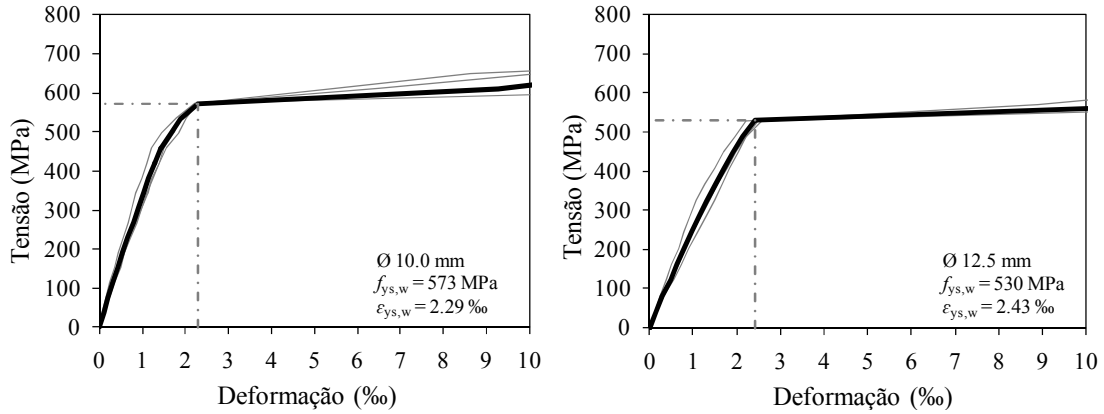 800
700
600
500
400
300
200
100
0
Tensão (MPa)
0 1 2 3 4 5 6 7 8 9 10
Deformação (‰)
Ø 10.0 mm
fys,w = 573 MPa
εys,w = 2.29 ‰
800
700
600
500
400
300
200
100
0
Tensão (MPa)
0 1 2 3 4 5 6 7 8 9 10
Deformação (‰)
Ø 12.5 mm
fys,w = 530 MPa
εys,w = 2.43 ‰